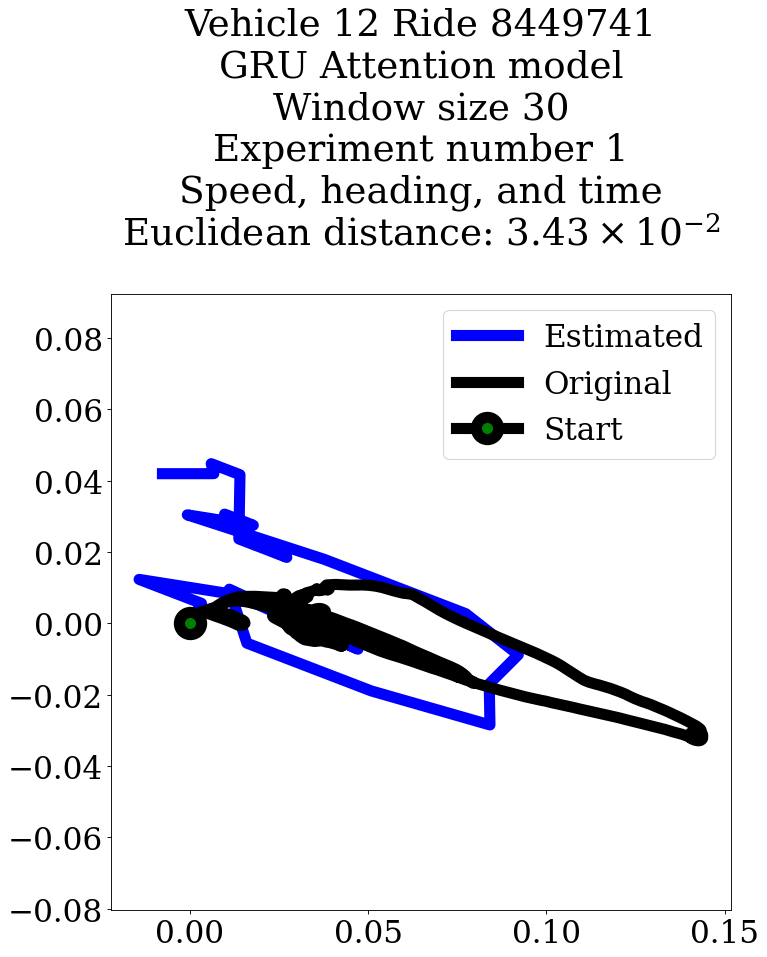 Vehicle 12 Ride 8449741
GRU Attention model
Window size 30
Experiment number 1
Speed, heading, and time
Euclidean distance: 3.43 × 10⁻²
Estimated
Original
Start
0.08
0.06
0.04
0.02
0.00
−0.02
−0.04
−0.06
−0.08
0.00 0.05 0.10 0.15